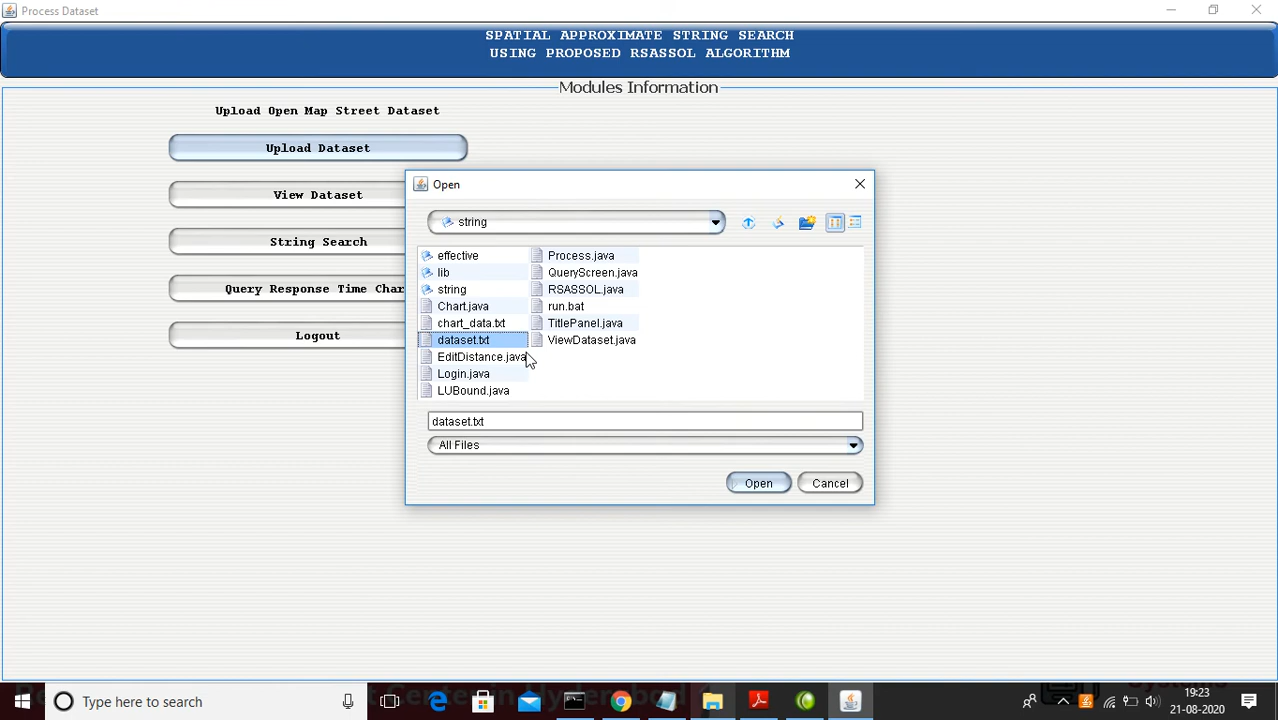 Process Dataset
SPATIAL APPROXIMATE STRING SEARCH
USING PROPOSED RSASSOL ALGORITHM
Modules Information
Upload Open Map Street Dataset
Upload Dataset
View Dataset
String Search
Query Response Time Char
Logout
Open
string
effective
lib
string
Chart.java
chart_data.txt
dataset.txt
EditDistance.java
Login.java
LUBound.java
Process.java
QueryScreen.java
RSASSOL.java
run.bat
TitlePanel.java
ViewDataset.java
dataset.txt
All Files
Open
Cancel
Type here to search
19:23
21-08-2020